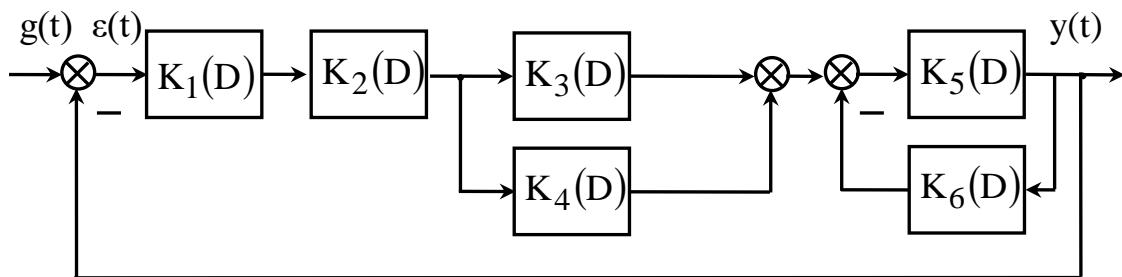 g(t) ε(t) y(t)
K₁(D) K₂(D) K₃(D) K₅(D)
− −
K₄(D) K₆(D)